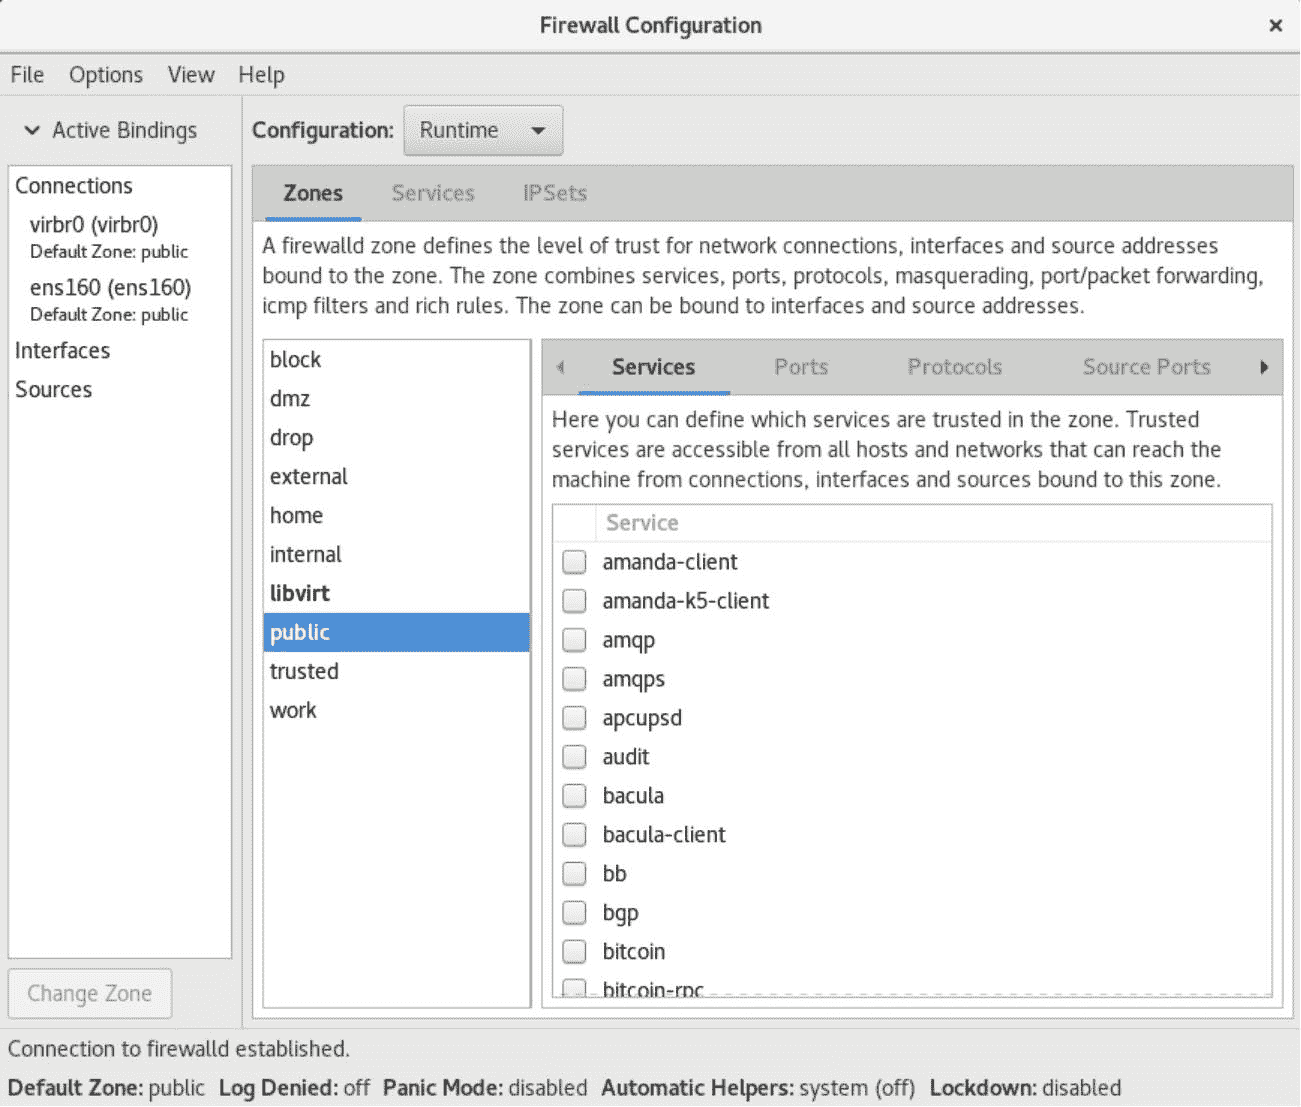 Firewall Configuration
File Options View Help
Active Bindings
Configuration: Runtime
Connections
virbr0 (virbr0)
Default Zone: public
ens160 (ens160)
Default Zone: public
Interfaces
Sources
Change Zone
Zones Services IPSets
A firewalld zone defines the level of trust for network connections, interfaces and source addresses
bound to the zone. The zone combines services, ports, protocols, masquerading, port/packet forwarding,
icmp filters and rich rules. The zone can be bound to interfaces and source addresses.
block
dmz
drop
external
home
internal
libvirt
public
trusted
work
Services Ports Protocols Source Ports
Here you can define which services are trusted in the zone. Trusted
services are accessible from all hosts and networks that can reach the
machine from connections, interfaces and sources bound to this zone.
Service
amanda-client
amanda-k5-client
amqp
amqps
apcupsd
audit
bacula
bacula-client
bb
bgp
bitcoin
bitcoin-rpc
Connection to firewalld established.
Default Zone: public Log Denied: off Panic Mode: disabled Automatic Helpers: system (off) Lockdown: disabled